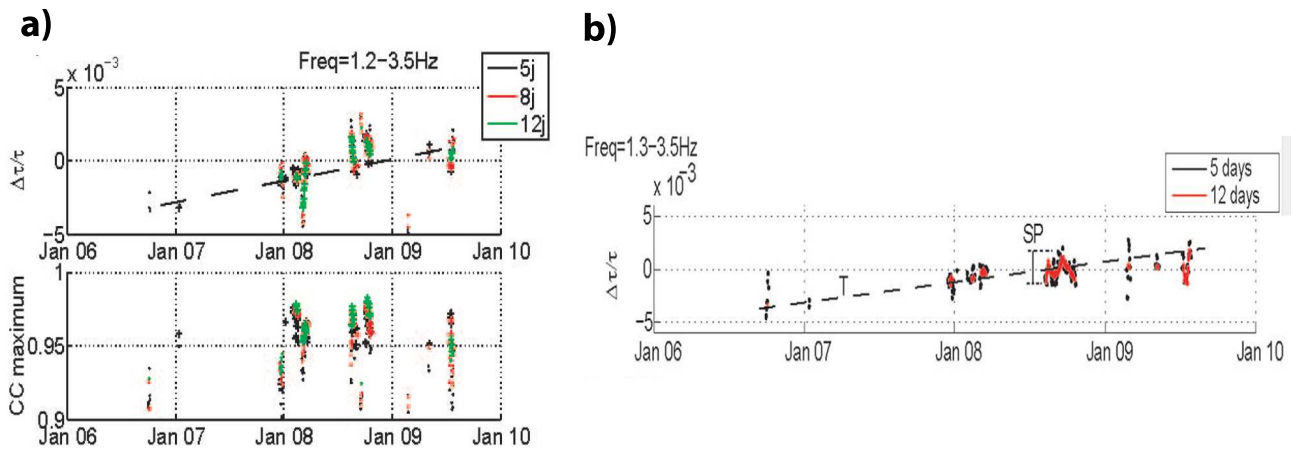 a)
Freq=1.2−3.5Hz
x 10−3
5
0
−5
Δτ/τ
5j
8j
12j
Jan 06 Jan 07 Jan 08 Jan 09 Jan 10
1
0.95
0.9
CC maximum
Jan 06 Jan 07 Jan 08 Jan 09 Jan 10
b)
Freq=1.3−3.5Hz
x 10−3
5 days
12 days
5
0
−5
Δτ/τ
SP
T
Jan 06 Jan 07 Jan 08 Jan 09 Jan 10